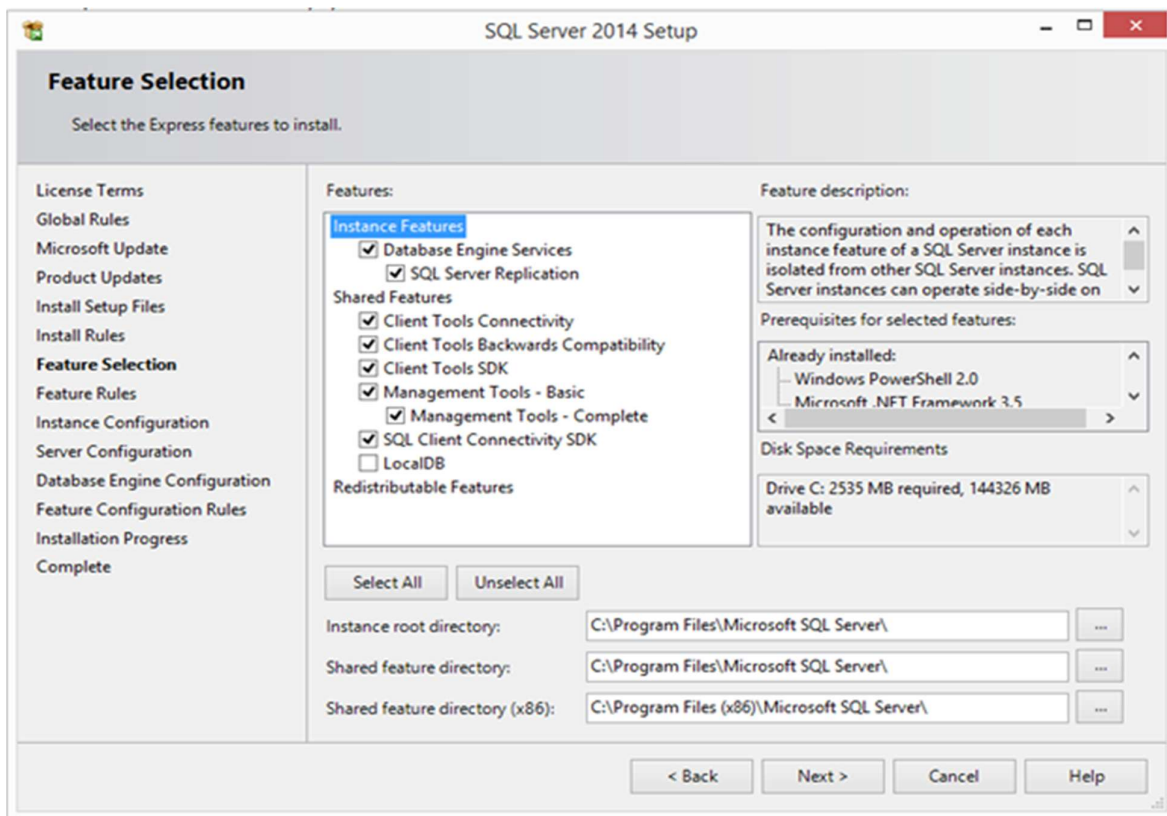 SQL Server 2014 Setup
Feature Selection
Select the Express features to install.
License Terms
Global Rules
Microsoft Update
Product Updates
Install Setup Files
Install Rules
Feature Selection
Feature Rules
Instance Configuration
Server Configuration
Database Engine Configuration
Feature Configuration Rules
Installation Progress
Complete
Features:
Instance Features
Database Engine Services
SQL Server Replication
Shared Features
Client Tools Connectivity
Client Tools Backwards Compatibility
Client Tools SDK
Management Tools - Basic
Management Tools - Complete
SQL Client Connectivity SDK
LocalDB
Redistributable Features
Feature description:
The configuration and operation of each
instance feature of a SQL Server instance is
isolated from other SQL Server instances. SQL
Server instances can operate side-by-side on
Prerequisites for selected features:
Already installed:
Windows PowerShell 2.0
Microsoft .NET Framework 3.5
Disk Space Requirements
Drive C: 2535 MB required, 144326 MB
available
Select All
Unselect All
Instance root directory:
C:\Program Files\Microsoft SQL Server\
...
Shared feature directory:
C:\Program Files\Microsoft SQL Server\
...
Shared feature directory (x86):
C:\Program Files (x86)\Microsoft SQL Server\
...
< Back
Next >
Cancel
Help